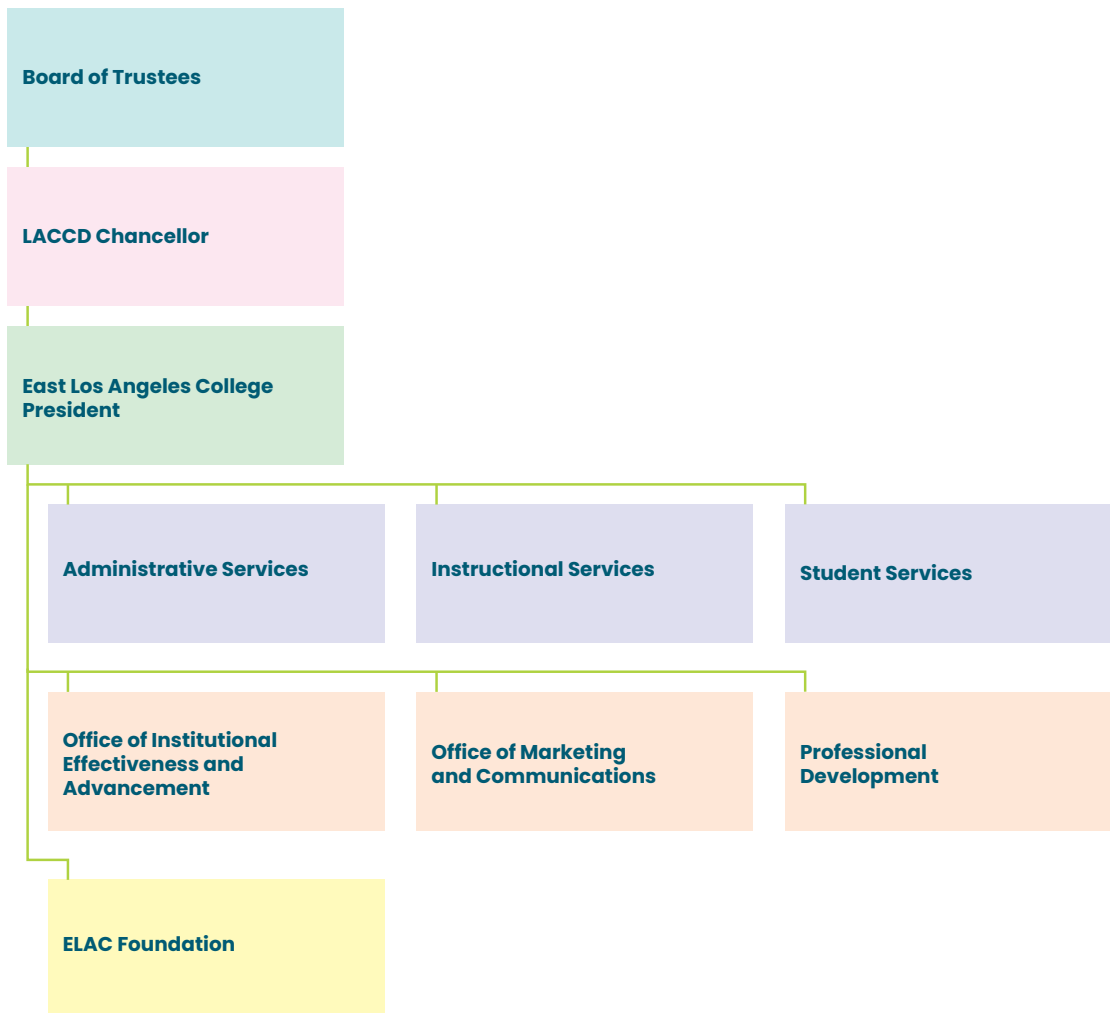 Board of Trustees
LACCD Chancellor
East Los Angeles College
President
Administrative Services
Instructional Services
Student Services
Office of Institutional
Effectiveness and
Advancement
Office of Marketing
and Communications
Professional
Development
ELAC Foundation